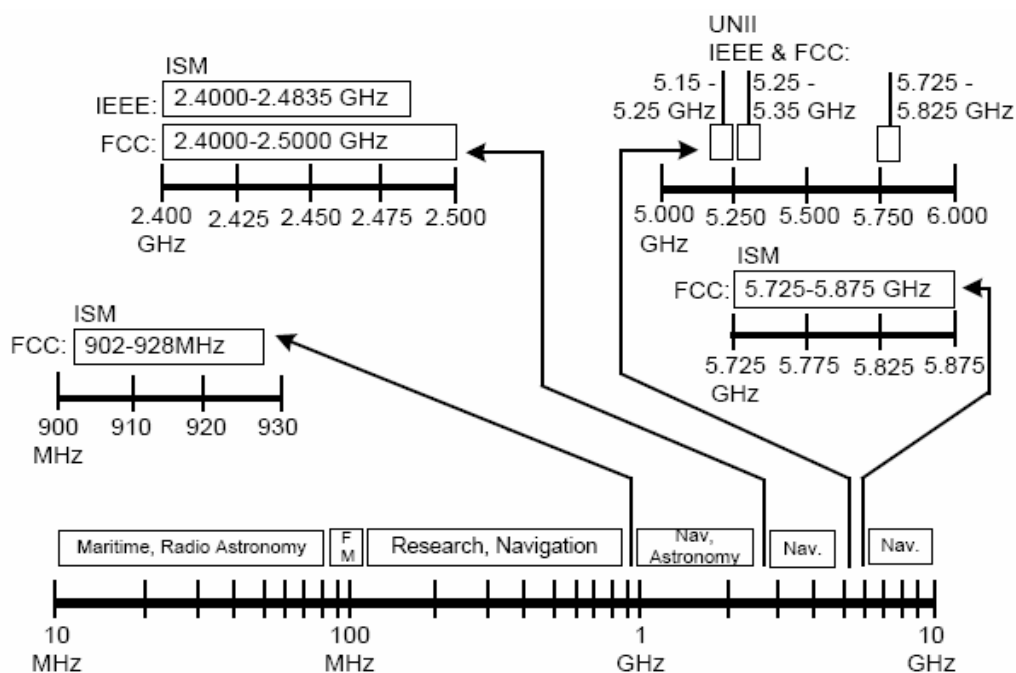 ISM
IEEE: 2.4000-2.4835 GHz
FCC: 2.4000-2.5000 GHz
2.400 2.425 2.450 2.475 2.500
GHz
UNII
IEEE & FCC:
5.15 - 5.25 - 5.725 -
5.25 GHz 5.35 GHz 5.825 GHz
5.000 5.250 5.500 5.750 6.000
GHz
ISM
FCC: 5.725-5.875 GHz
5.725 5.775 5.825 5.875
GHz
ISM
FCC: 902-928MHz
900 910 920 930
MHz
Maritime, Radio Astronomy
F
M
Research, Navigation
Nav,
Astronomy
Nav.
Nav.
10 100 1 10
MHz MHz GHz GHz